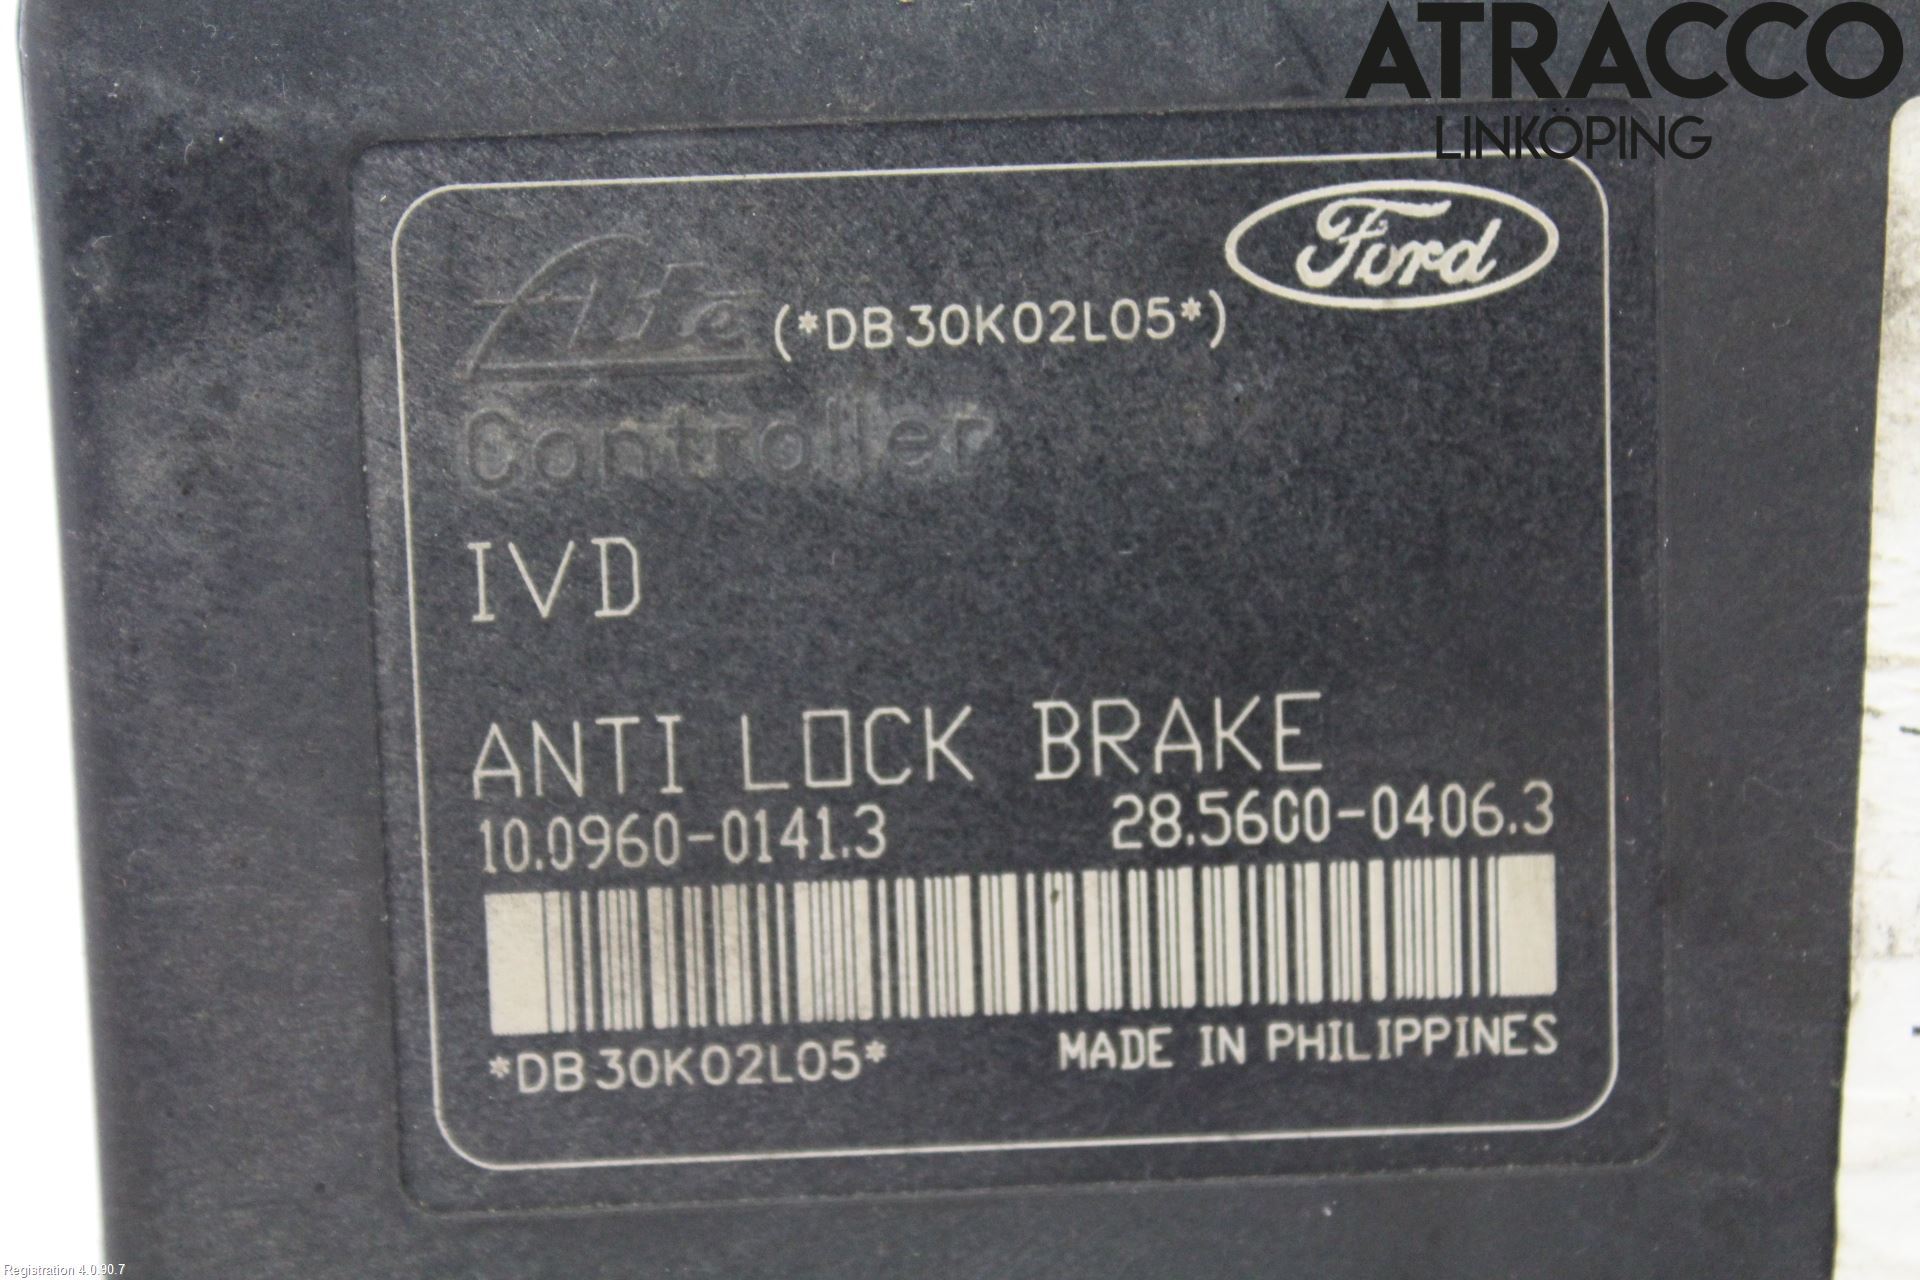 ATRACCO
LINKÖPING
Ford
Ate (*DB30K02L05*)
Controller
IVD
ANTI LOCK BRAKE
10.0960-0141.3 28.5600-0406.3
*DB30K02L05* MADE IN PHILIPPINES
Registration 4.0.90.7